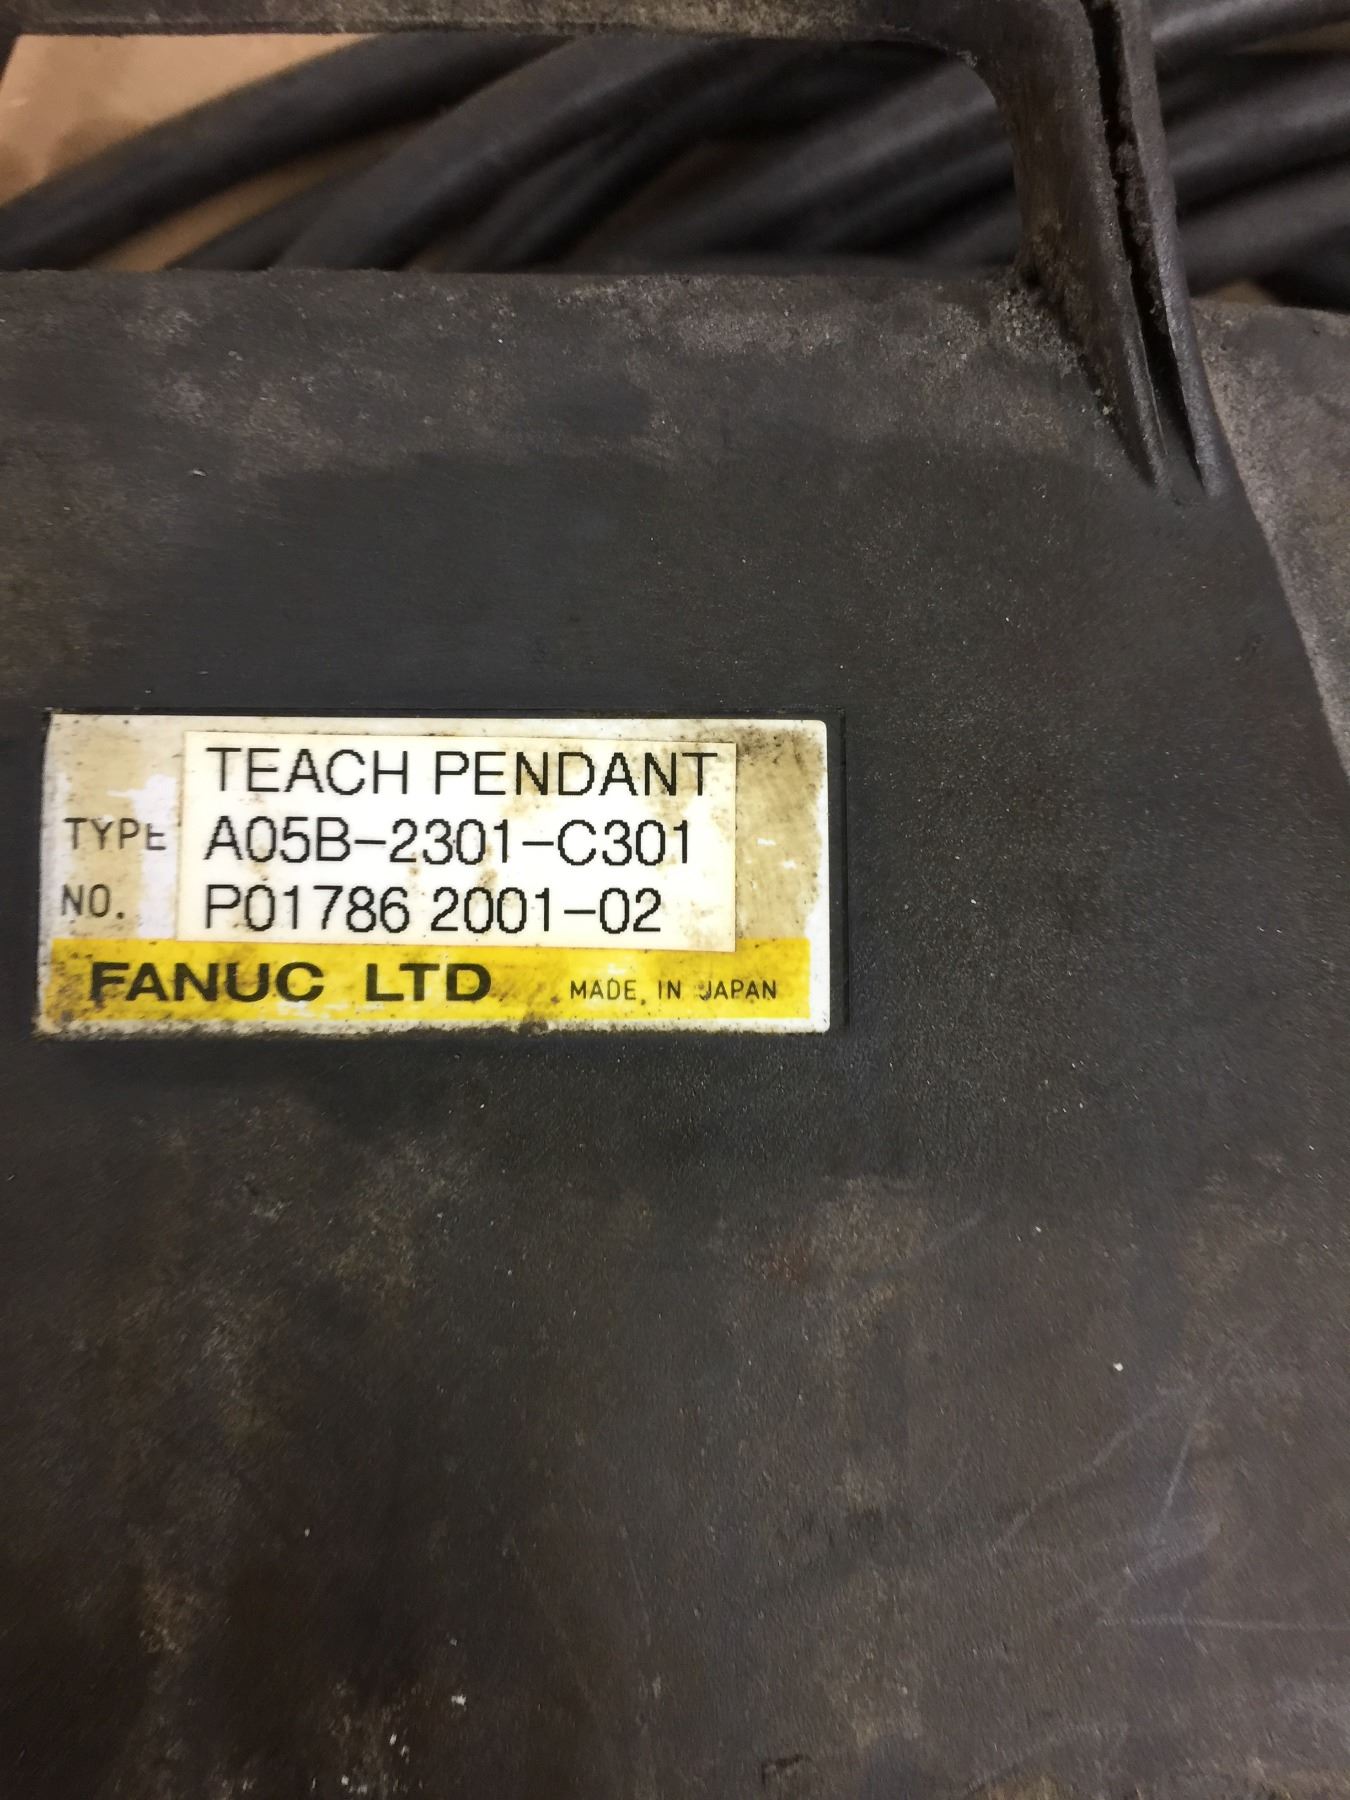 TEACH PENDANT
TYPE A05B-2301-C301
NO. P01786 2001-02
FANUC LTD MADE IN JAPAN